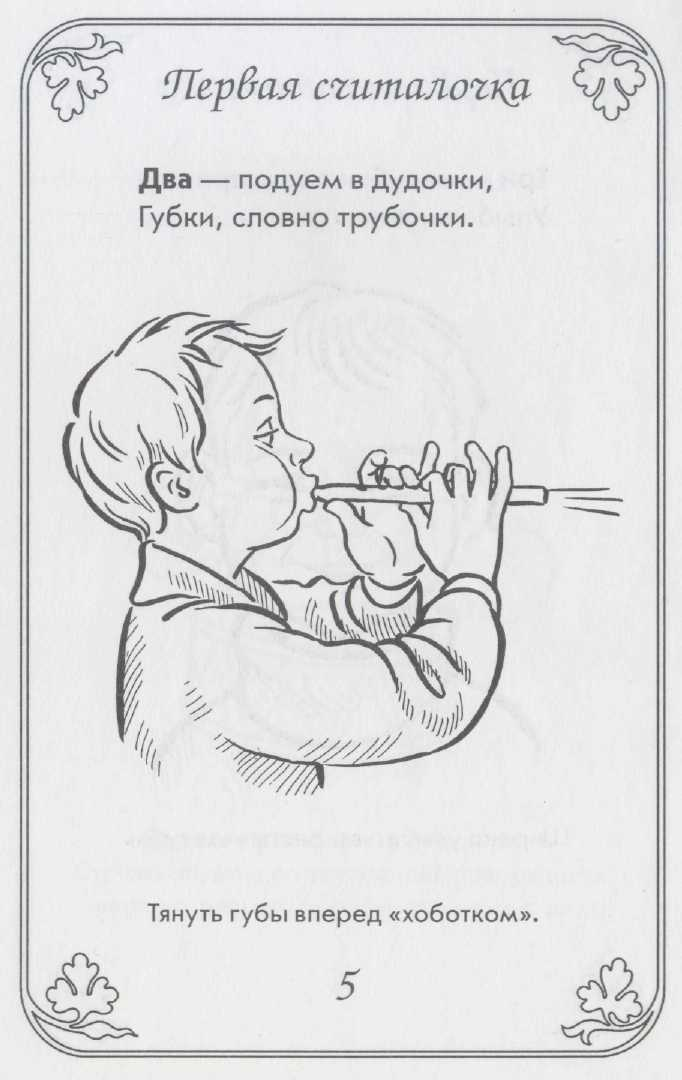 Первая считалочка
Два — подуем в дудочки,
Губки, словно трубочки.
Тянуть губы вперед «хоботком».
5